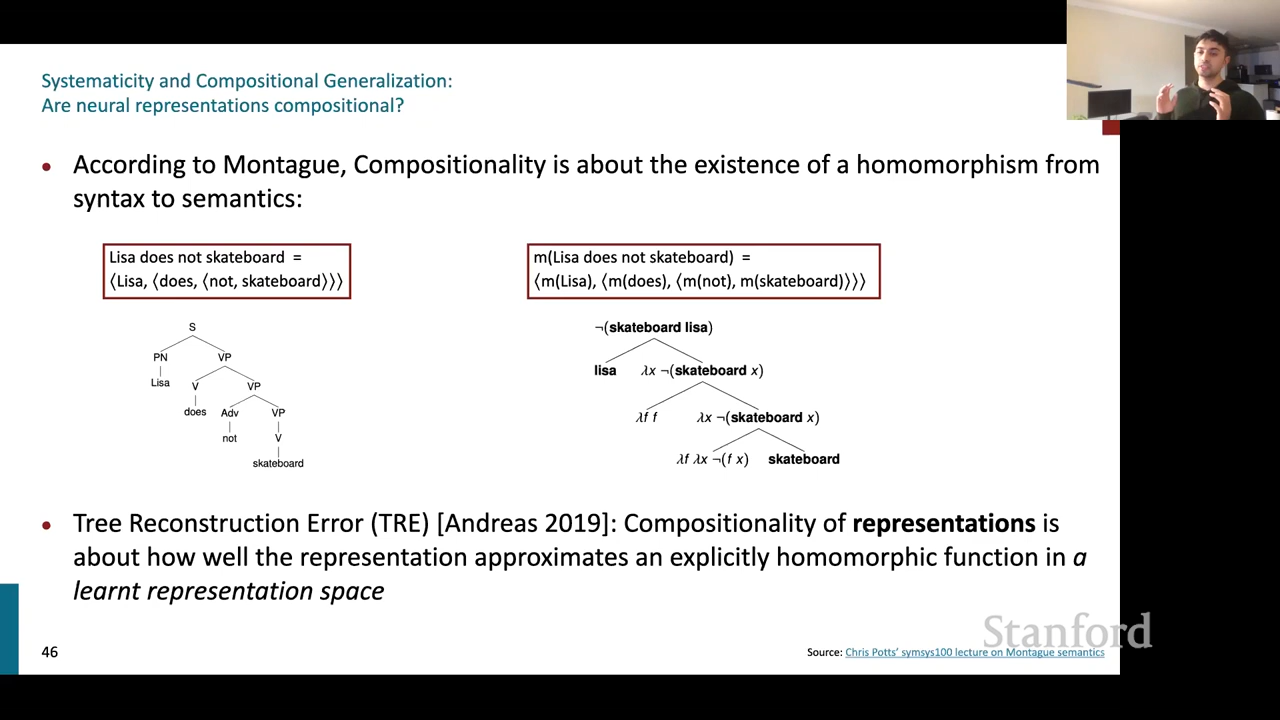 Systematicity and Compositional Generalization:
Are neural representations compositional?
• According to Montague, Compositionality is about the existence of a homomorphism from
syntax to semantics:
Lisa does not skateboard =
⟨Lisa, ⟨does, ⟨not, skateboard⟩⟩⟩
m(Lisa does not skateboard) =
⟨m(Lisa), ⟨m(does), ⟨m(not), m(skateboard)⟩⟩⟩
S
PN VP
Lisa V VP
does Adv VP
not V
skateboard
¬(skateboard lisa)
lisa λx ¬(skateboard x)
λf f λx ¬(skateboard x)
λf λx ¬(f x) skateboard
• Tree Reconstruction Error (TRE) [Andreas 2019]: Compositionality of representations is
about how well the representation approximates an explicitly homomorphic function in a
learnt representation space
Stanford
46
Source: Chris Potts' symsys100 lecture on Montague semantics